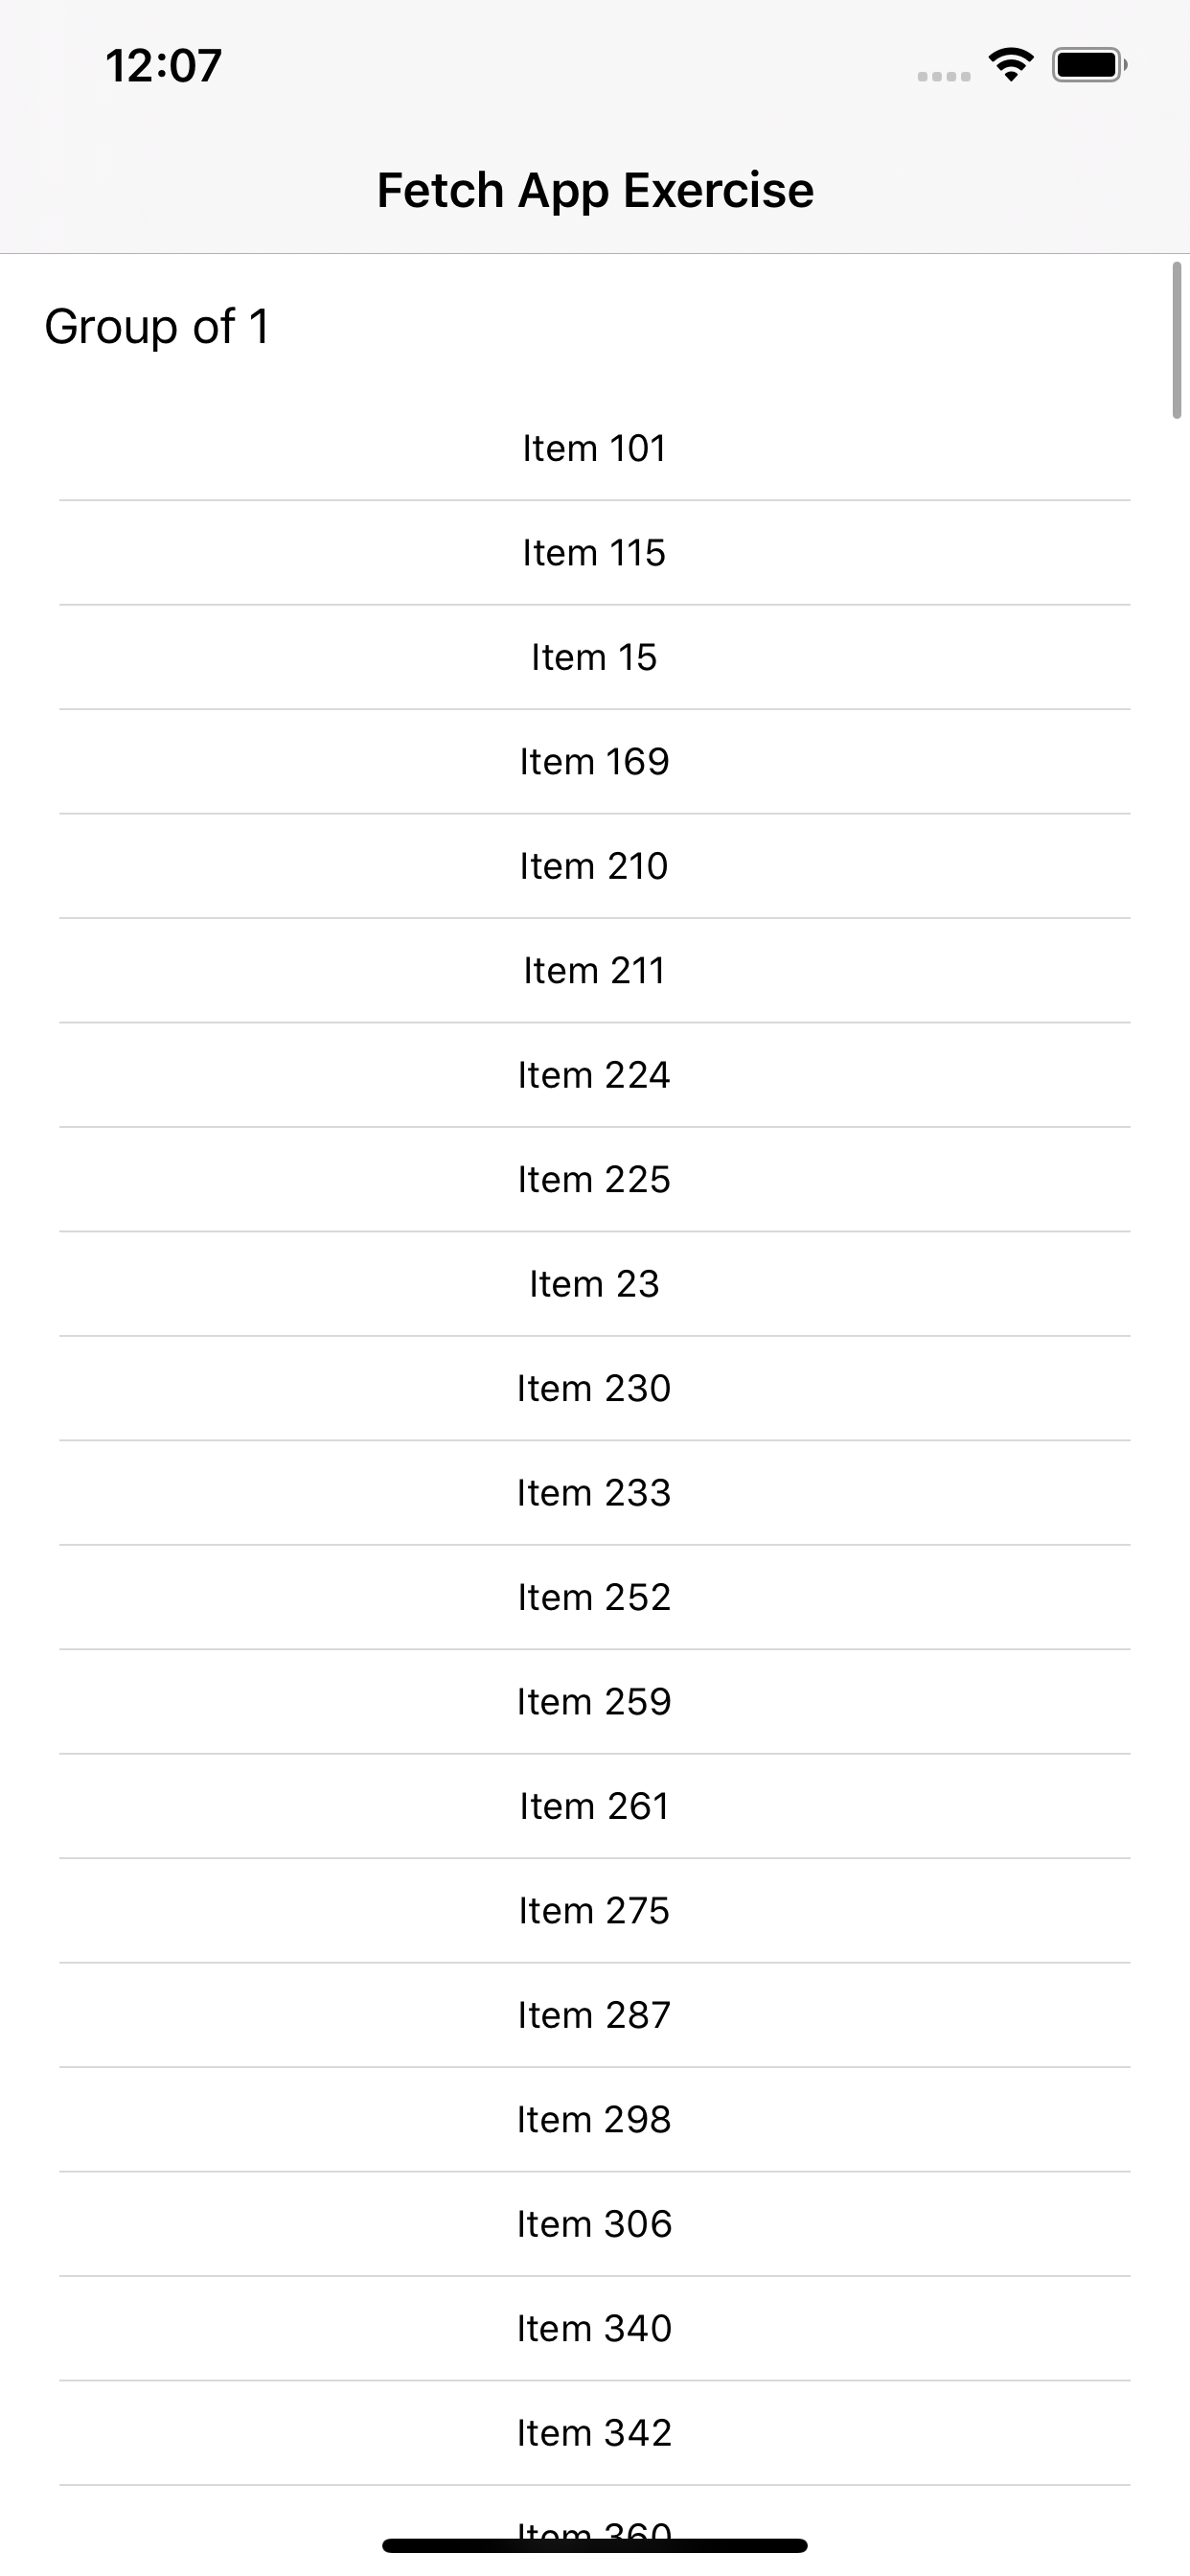 12:07
Fetch App Exercise
Group of 1
Item 101
Item 115
Item 15
Item 169
Item 210
Item 211
Item 224
Item 225
Item 23
Item 230
Item 233
Item 252
Item 259
Item 261
Item 275
Item 287
Item 298
Item 306
Item 340
Item 342
Item 360